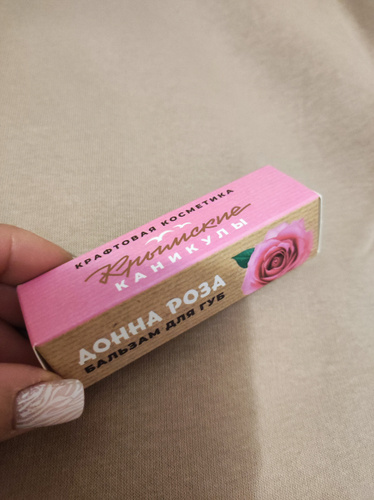 КРАФТОВАЯ КОСМЕТИКА
Крымские
КАНИКУЛЫ
ДОННА РОЗА
БАЛЬЗАМ ДЛЯ ГУБ